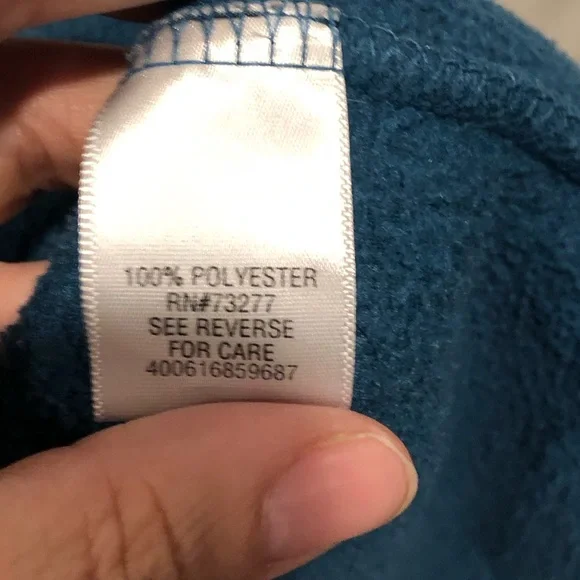 100% POLYESTER
RN#73277
SEE REVERSE
FOR CARE
400616859687